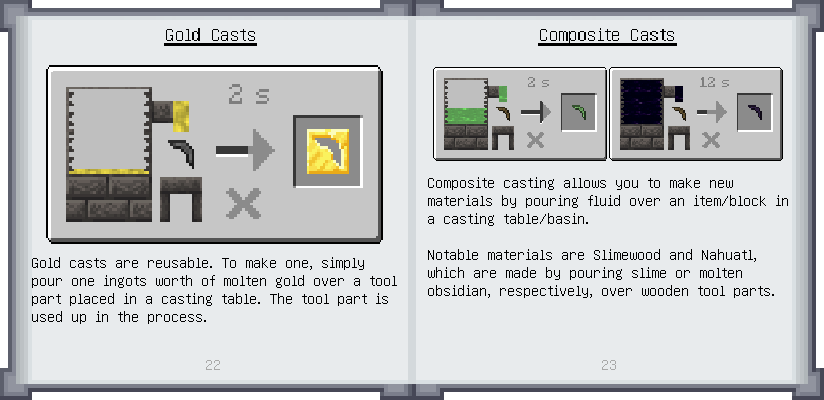 Gold Casts
2 s
Gold casts are reusable. To make one, simply
pour one ingots worth of molten gold over a tool
part placed in a casting table. The tool part is
used up in the process.
22
Composite Casts
2 s
12 s
Composite casting allows you to make new
materials by pouring fluid over an item/block in
a casting table/basin.
Notable materials are Slimewood and Nahuatl,
which are made by pouring slime or molten
obsidian, respectively, over wooden tool parts.
23